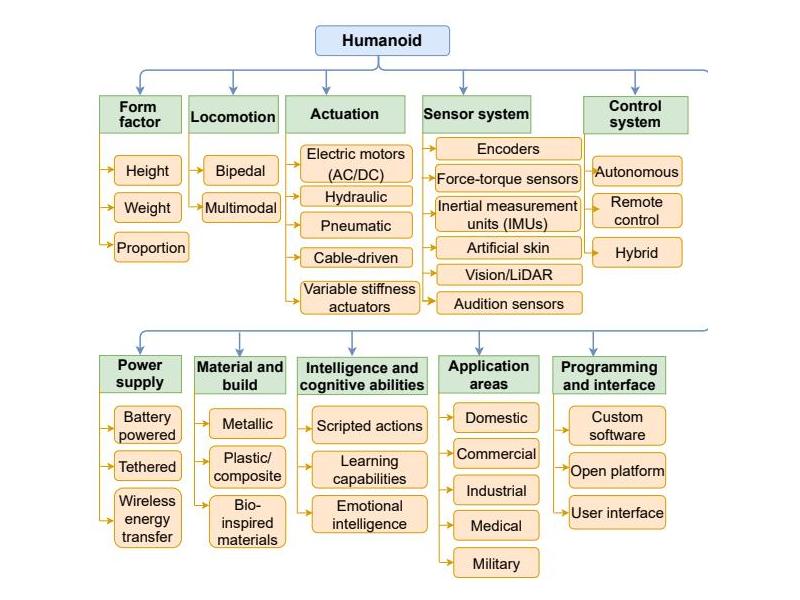 Humanoid
Form
factor
Height
Weight
Proportion
Locomotion
Bipedal
Multimodal
Actuation
Electric motors
(AC/DC)
Hydraulic
Pneumatic
Cable-driven
Variable stiffness
actuators
Sensor system
Encoders
Force-torque sensors
Inertial measurement
units (IMUs)
Artificial skin
Vision/LiDAR
Audition sensors
Control
system
Autonomous
Remote
control
Hybrid
Power
supply
Battery
powered
Tethered
Wireless
energy
transfer
Material and
build
Metallic
Plastic/
composite
Bio-
inspired
materials
Intelligence and
cognitive abilities
Scripted actions
Learning
capabilities
Emotional
intelligence
Application
areas
Domestic
Commercial
Industrial
Medical
Military
Programming
and interface
Custom
software
Open platform
User interface